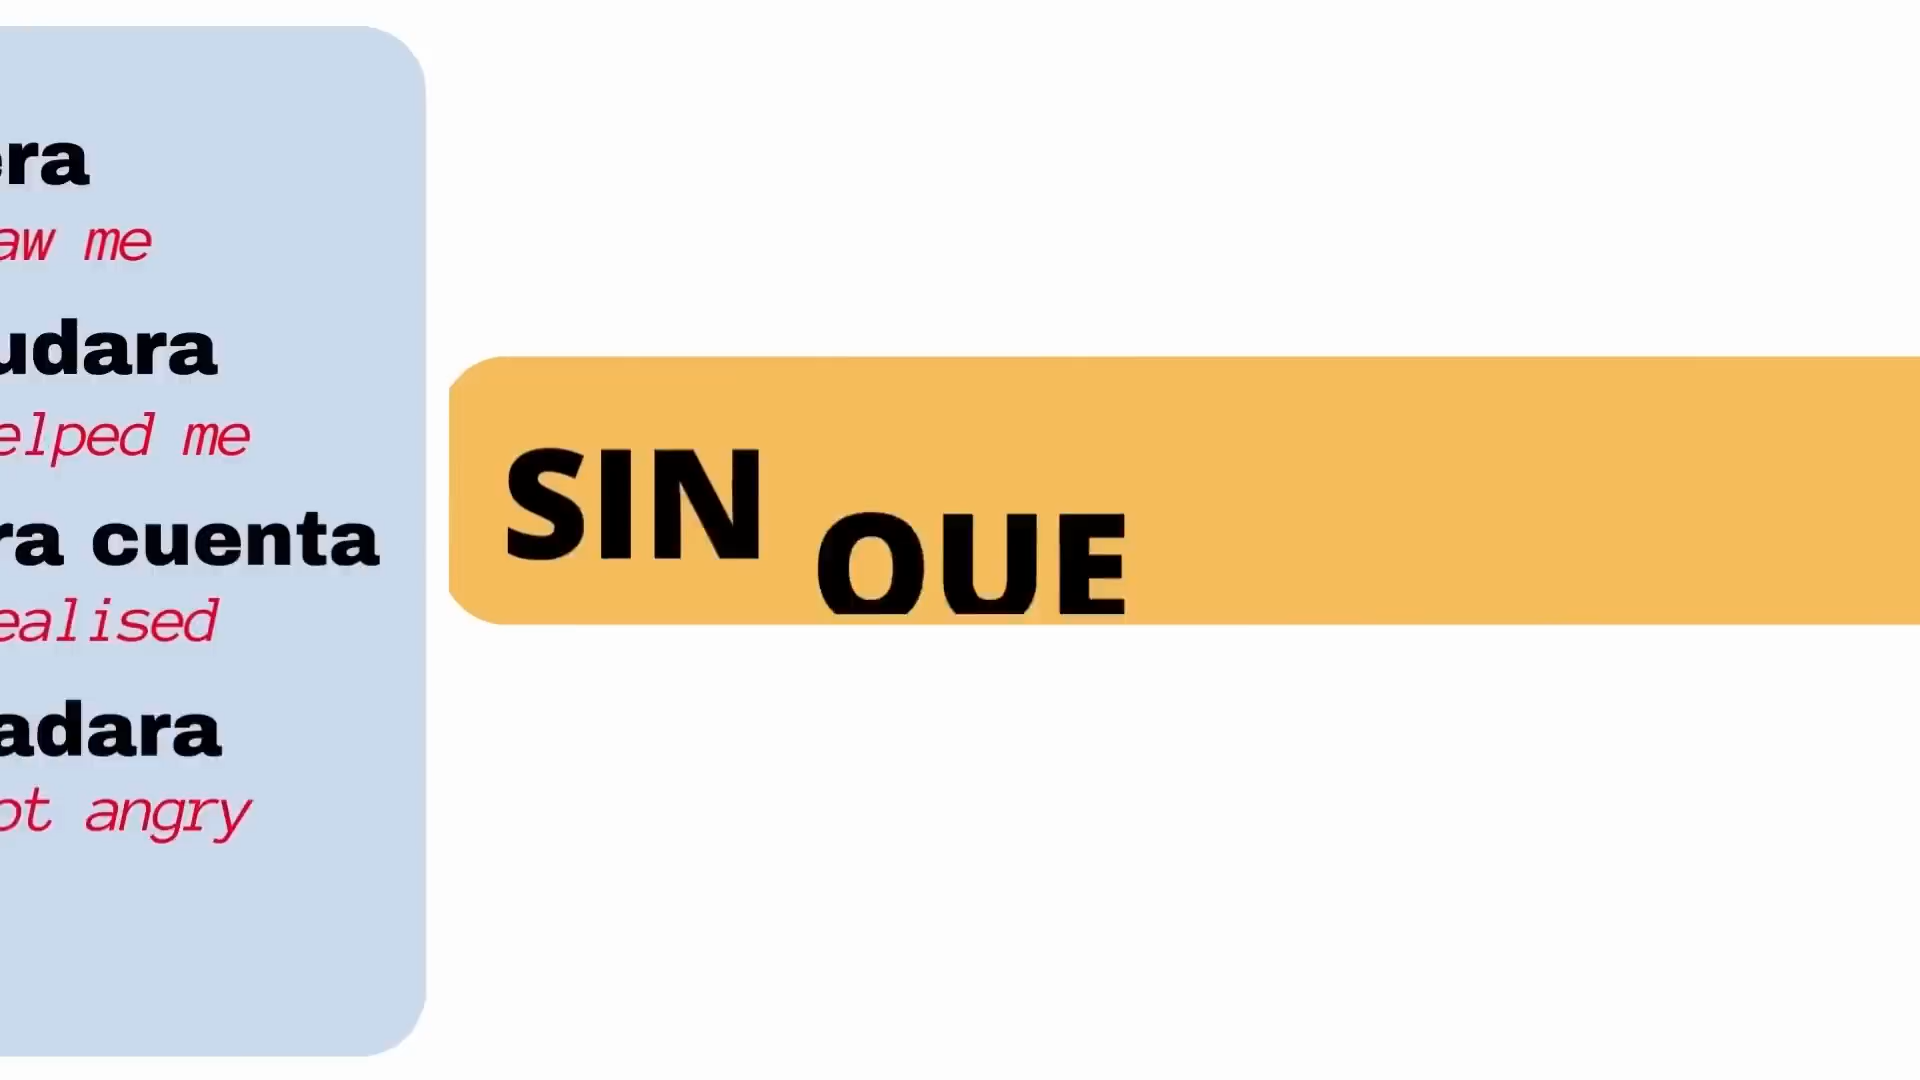 era
aw me
udara
elped me
ra cuenta
ealised
adara
ot angry
SIN QUE